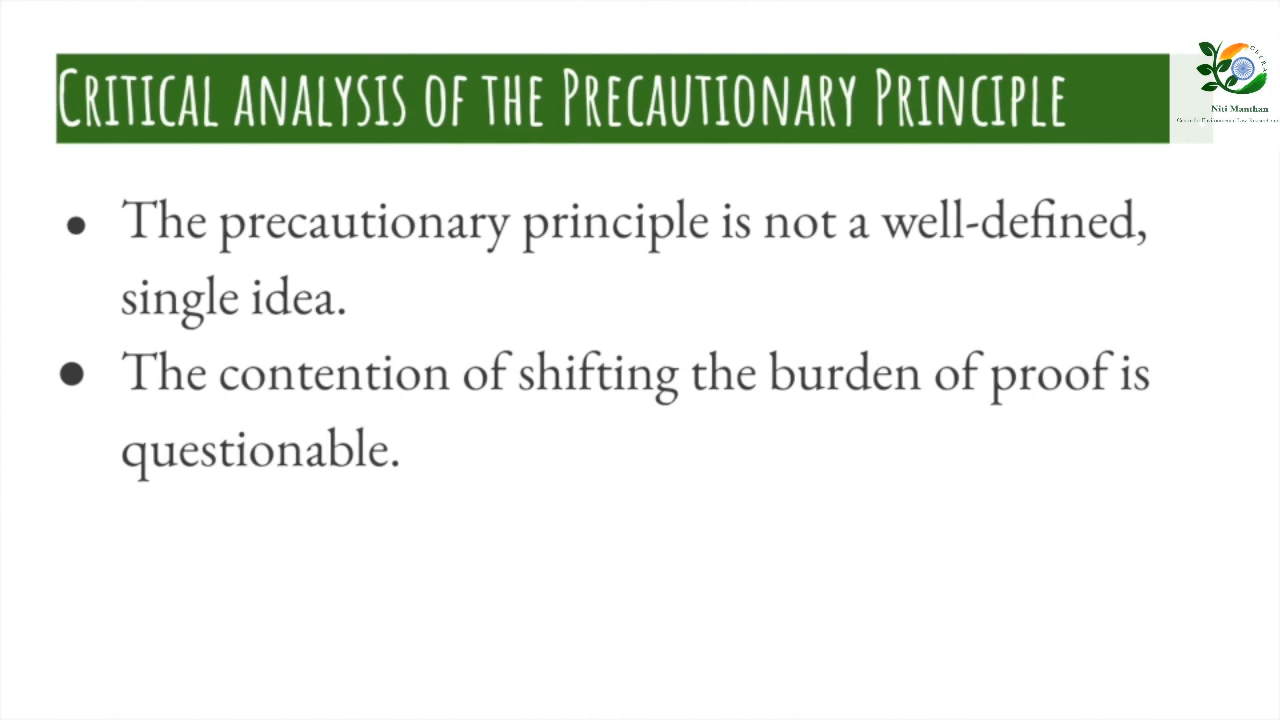 Critical analysis of the Precautionary Principle
Niti Manthan
● The precautionary principle is not a well-defined,
single idea.
● The contention of shifting the burden of proof is
questionable.